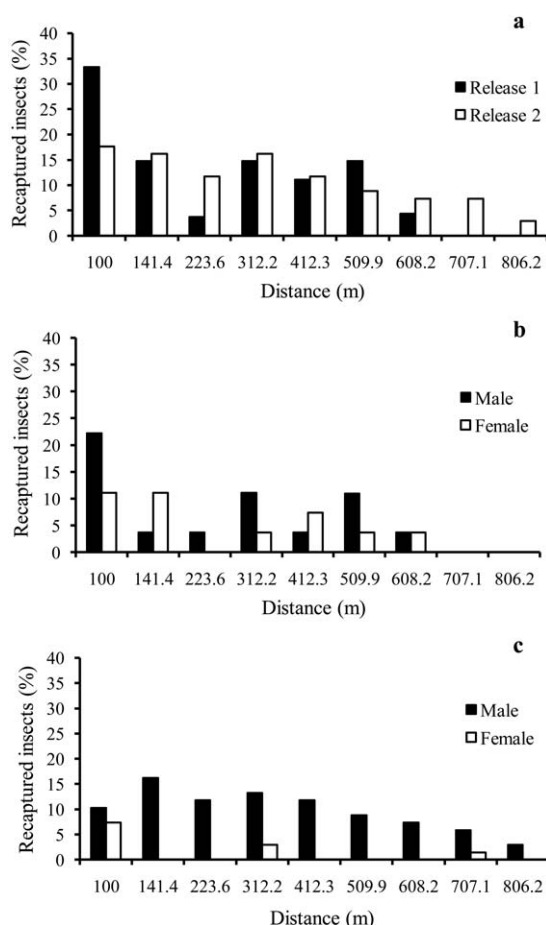 a
Recaptured insects (%)
40
35
30
25
20
15
10
5
0
Release 1
Release 2
100 141.4 223.6 312.2 412.3 509.9 608.2 707.1 806.2
Distance (m)
b
Recaptured insects (%)
40
35
30
25
20
15
10
5
0
Male
Female
100 141.4 223.6 312.2 412.3 509.9 608.2 707.1 806.2
Distance (m)
c
Recaptured insects (%)
40
35
30
25
20
15
10
5
0
Male
Female
100 141.4 223.6 312.2 412.3 509.9 608.2 707.1 806.2
Distance (m)